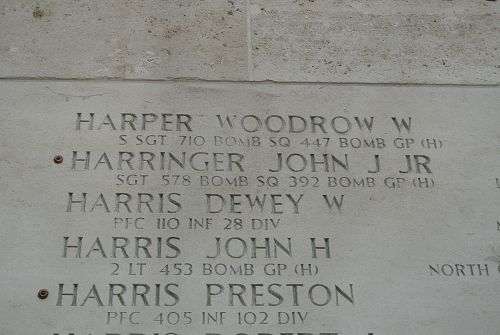 HARPER WOODROW W
S SGT 710 BOMB SQ 447 BOMB GP (H)
HARRINGER JOHN J JR
SGT 578 BOMB SQ 392 BOMB GP (H)
HARRIS DEWEY W
PFC 110 INF 28 DIV
HARRIS JOHN H
2 LT 453 BOMB GP (H)
NORTH
HARRIS PRESTON
PFC 405 INF 102 DIV
HARRIS ROBERT